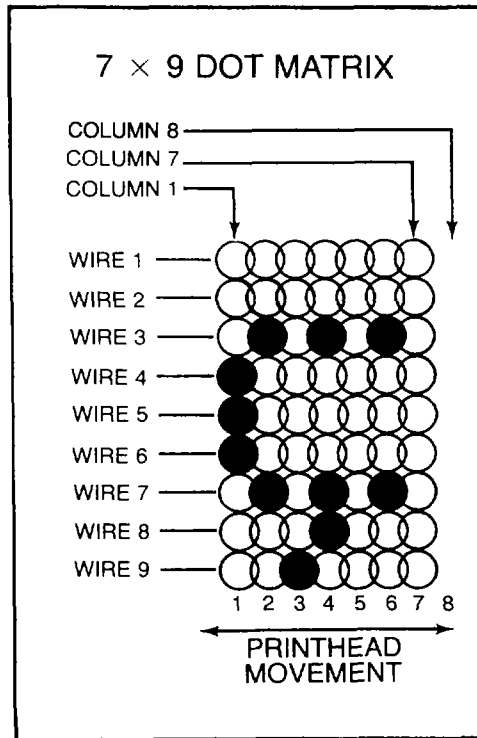 7 × 9 DOT MATRIX
COLUMN 8
COLUMN 7
COLUMN 1
WIRE 1
WIRE 2
WIRE 3
WIRE 4
WIRE 5
WIRE 6
WIRE 7
WIRE 8
WIRE 9
1 2 3 4 5 6 7 8
PRINTHEAD
MOVEMENT